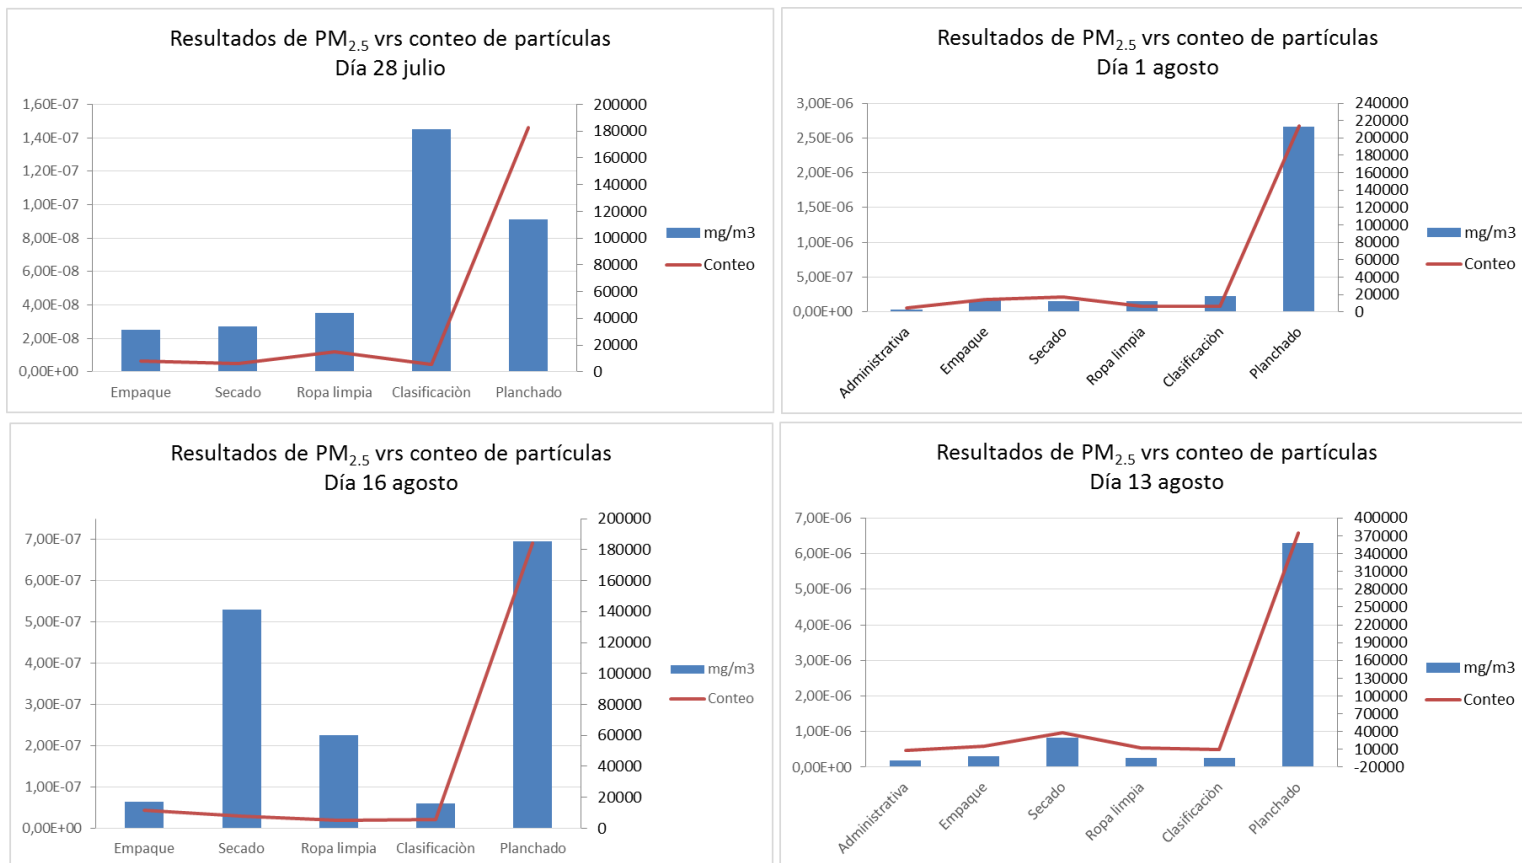 Resultados de PM2.5 vrs conteo de partículas
Día 28 julio
1,60E-07
1,40E-07
1,20E-07
1,00E-07
8,00E-08
6,00E-08
4,00E-08
2,00E-08
0,00E+00
200000
180000
160000
140000
120000
100000
80000
60000
40000
20000
0
Empaque Secado Ropa limpia Clasificaciòn Planchado
mg/m3
Conteo
Resultados de PM2.5 vrs conteo de partículas
Día 1 agosto
3,00E-06
2,50E-06
2,00E-06
1,50E-06
1,00E-06
5,00E-07
0,00E+00
240000
220000
200000
180000
160000
140000
120000
100000
80000
60000
40000
20000
0
Administrativa Empaque Secado Ropa limpia Clasificaciòn Planchado
mg/m3
Conteo
Resultados de PM2.5 vrs conteo de partículas
Día 16 agosto
7,00E-07
6,00E-07
5,00E-07
4,00E-07
3,00E-07
2,00E-07
1,00E-07
0,00E+00
200000
180000
160000
140000
120000
100000
80000
60000
40000
20000
0
Empaque Secado Ropa limpia Clasificaciòn Planchado
mg/m3
Conteo
Resultados de PM2.5 vrs conteo de partículas
Día 13 agosto
7,00E-06
6,00E-06
5,00E-06
4,00E-06
3,00E-06
2,00E-06
1,00E-06
0,00E+00
400000
370000
340000
310000
280000
250000
220000
190000
160000
130000
100000
70000
40000
10000
-20000
Administrativa Empaque Secado Ropa limpia Clasificaciòn Planchado
mg/m3
Conteo